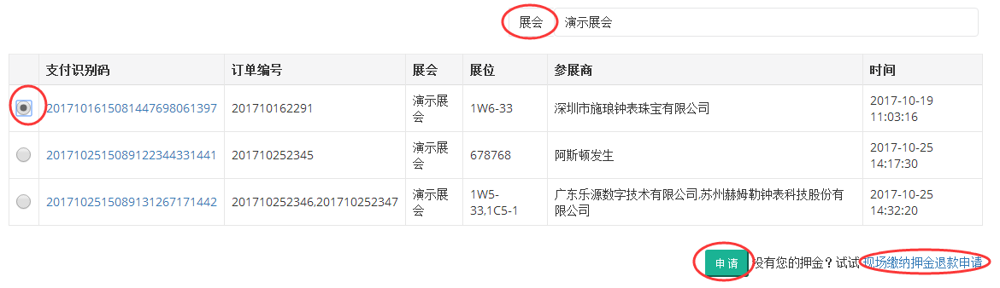 展会 演示展会
支付识别码 订单编号 展会 展位 参展商 时间
2017101615081447698061397 201710162291 演示展会 1W6-33 深圳市施琅钟表珠宝有限公司 2017-10-19 11:03:16
2017102515089122344331441 201710252345 演示展会 678768 阿斯顿发生 2017-10-25 14:17:30
2017102515089131267171442 201710252346,201710252347 演示展会 1W5-33,1C5-1 广东乐源数字技术有限公司,苏州赫姆勒钟表科技股份有限公司 2017-10-25 14:32:20
申请 没有您的押金？试试 现场缴纳押金退款申请